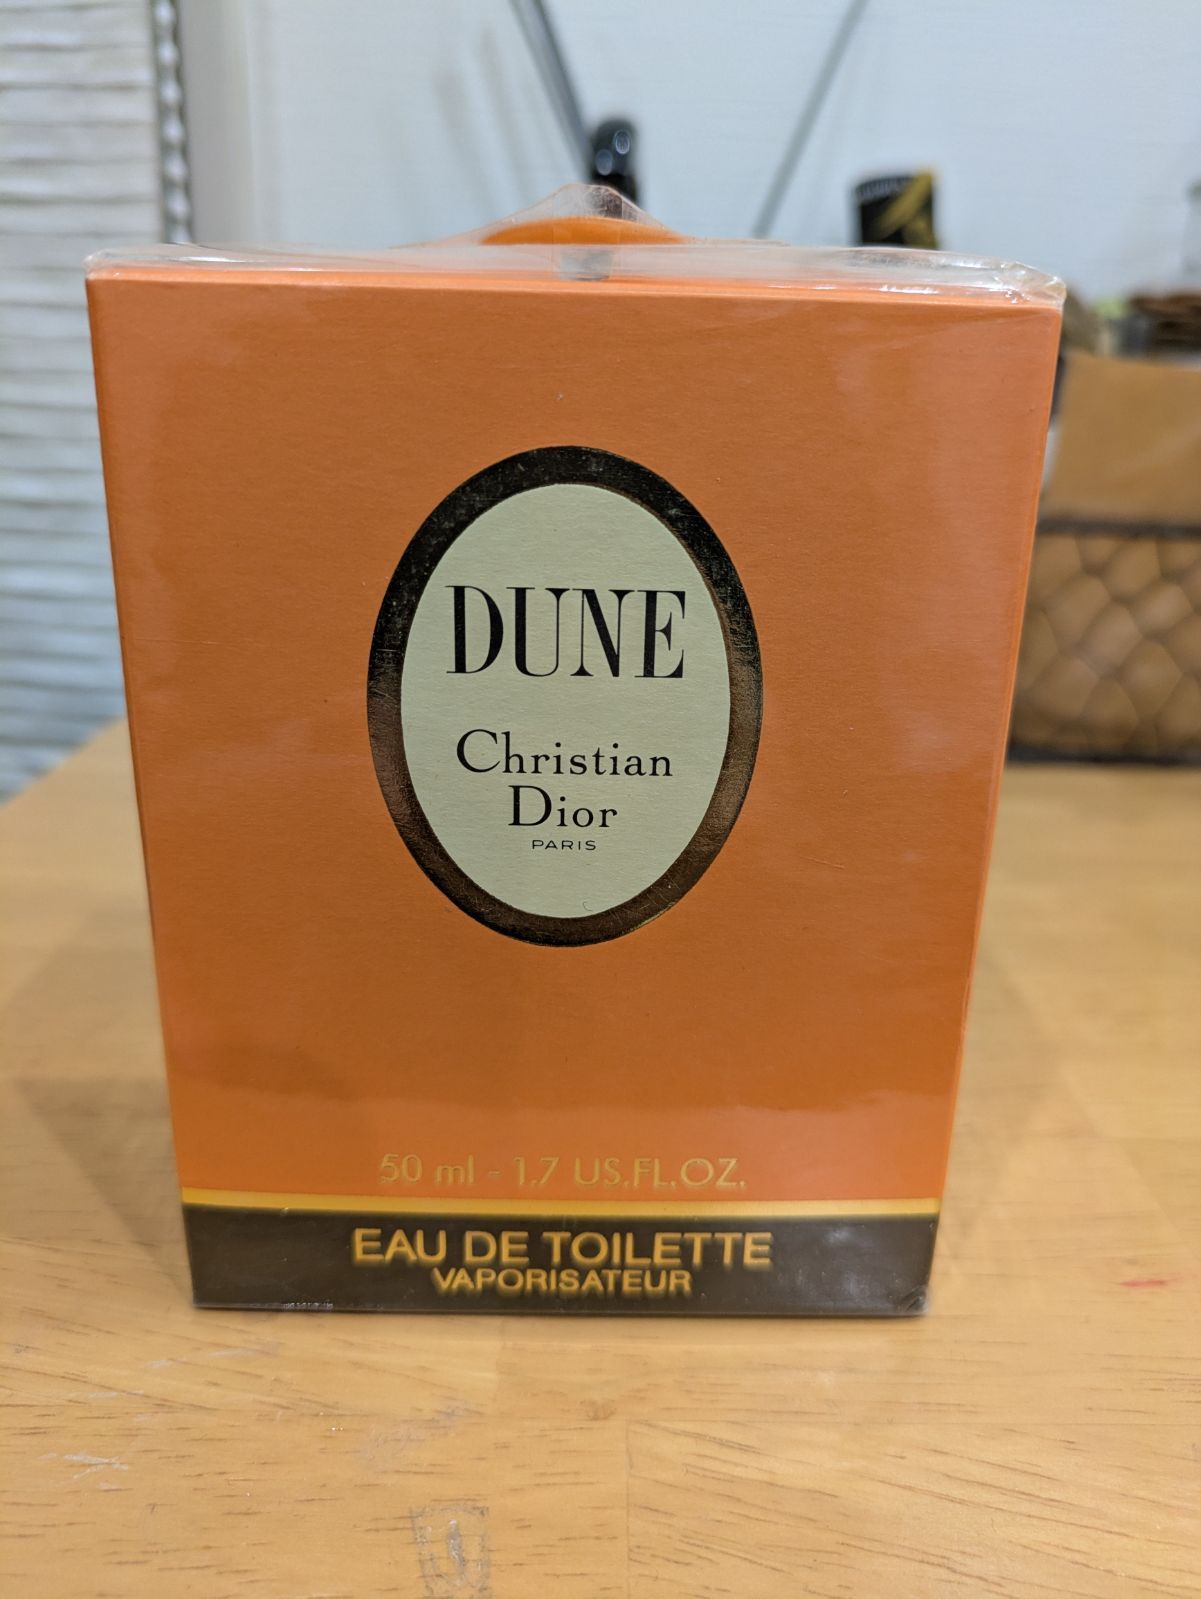 DUNE
Christian
Dior
PARIS
50 ml - 1.7 US.FL.OZ.
EAU DE TOILETTE
VAPORISATEUR